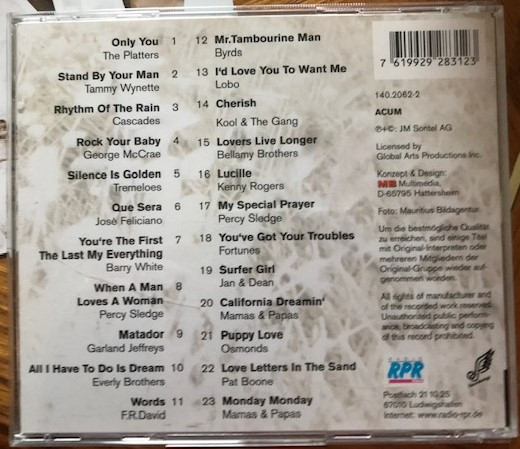 Only You 1
The Platters
Stand By Your Man 2
Tammy Wynette
Rhythm Of The Rain 3
Cascades
Rock Your Baby 4
George McCrae
Silence Is Golden 5
Tremeloes
Que Sera 6
José Feliciano
You're The First 7
The Last My Everything
Barry White
When A Man 8
Loves A Woman
Percy Sledge
Matador 9
Garland Jeffreys
All I Have To Do Is Dream 10
Everly Brothers
Words 11
F.R.David
12 Mr.Tambourine Man
Byrds
13 I'd Love You To Want Me
Lobo
14 Cherish
Kool & The Gang
15 Lovers Live Longer
Bellamy Brothers
16 Lucille
Kenny Rogers
17 My Special Prayer
Percy Sledge
18 You've Got Your Troubles
Fortunes
19 Surfer Girl
Jan & Dean
20 California Dreamin'
Mamas & Papas
21 Puppy Love
Osmonds
22 Love Letters In The Sand
Pat Boone
23 Monday Monday
Mamas & Papas
7 619929 283123
140.2062-2
ACUM
℗+©: JM Sontel AG
Licensed by
Global Arts Productions Inc.
Konzept & Design:
MB Multimedia,
D-65795 Hattersheim
Foto: Mauritius Bildagentur
Um die bestmögliche Qualität
zu erreichen, sind einige Titel
mit Original-Interpreten oder
mehreren Mitgliedern der
Original-Gruppe wieder auf-
genommen worden.
All rights of manufacturer and
of the recorded work reserved.
Unauthorized public perform-
ance, broadcasting and copying
of this record prohibited.
RADIO
RPR
Postfach 21 10 25
67010 Ludwigshafen
Internet: www.radio-rpr.de